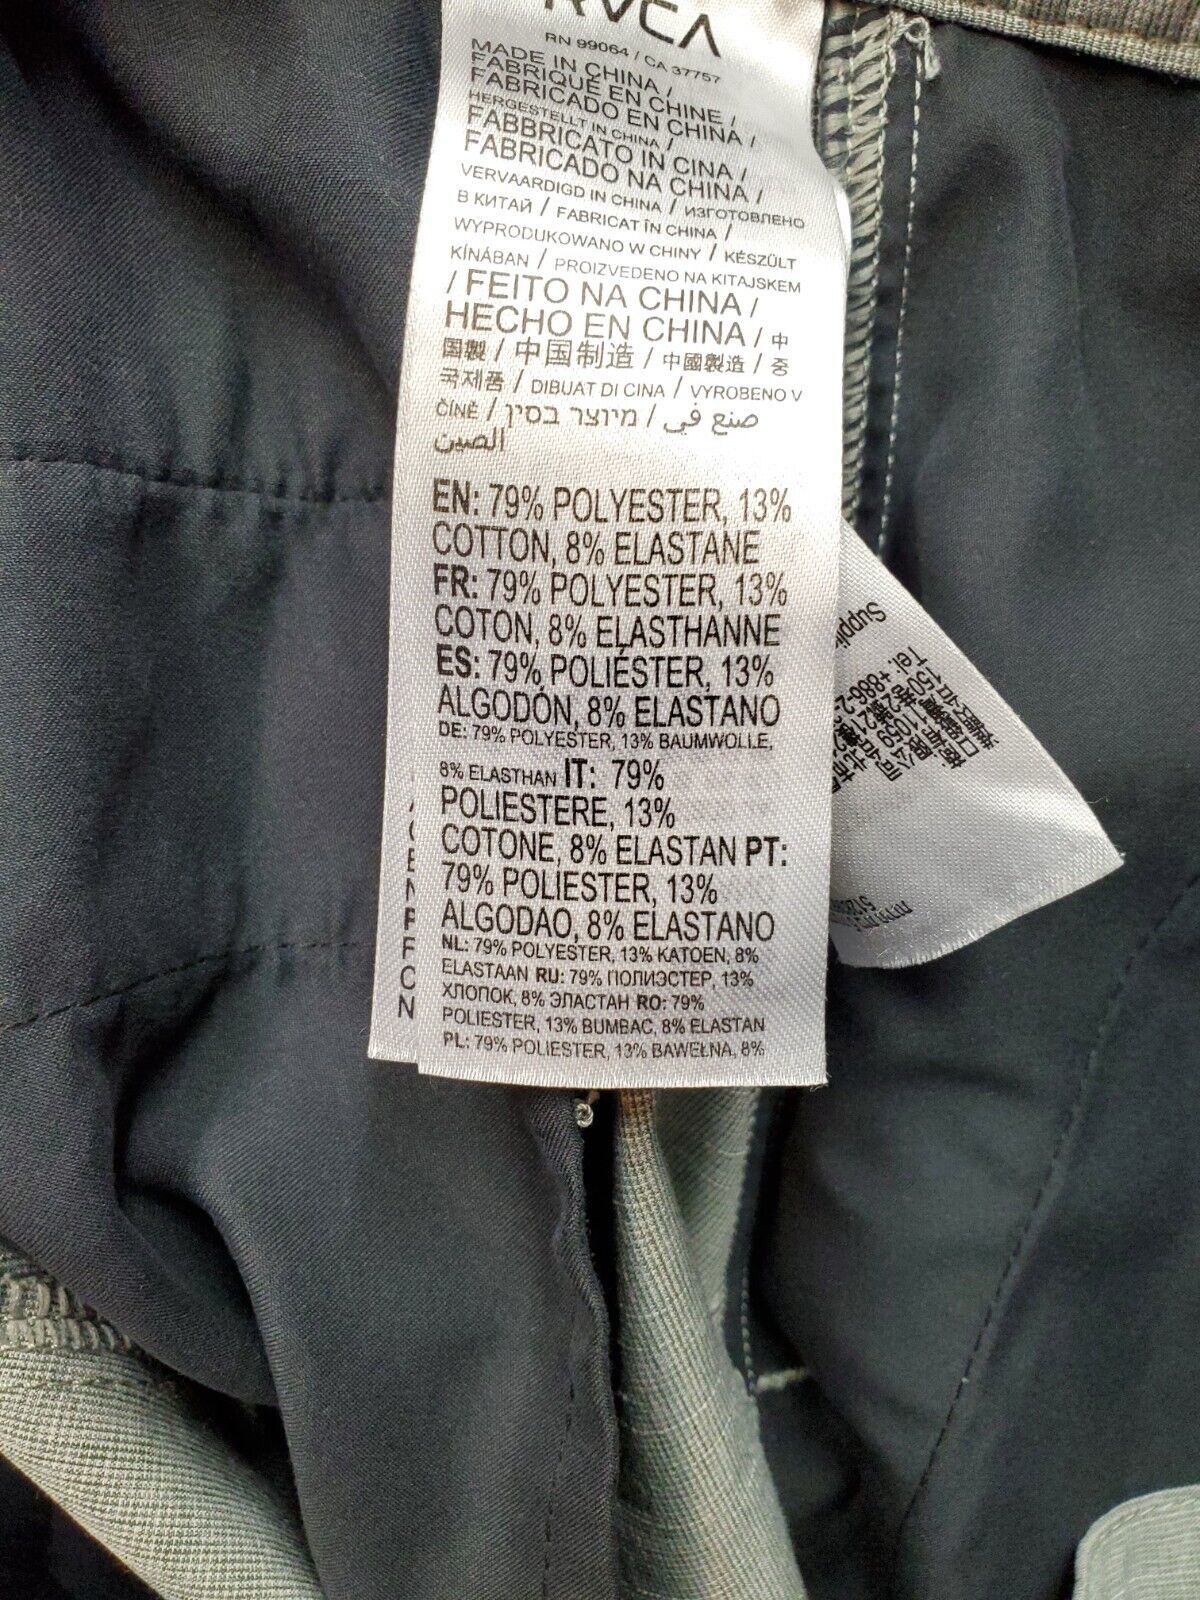 RVCA
RN 99064 / CA 37757
MADE IN CHINA /
FABRIQUÉ EN CHINE /
FABRICADO EN CHINA /
HERGESTELLT IN CHINA /
FABBRICATO IN CINA /
FABRICADO NA CHINA /
VERVAARDIGD IN CHINA / ИЗГОТОВЛЕНО
В КИТАЙ / FABRICAT ÎN CHINA /
WYPRODUKOWANO W CHINY / KÉSZÜLT
KÍNÁBAN / PROIZVEDENO NA KITAJSKEM
/ FEITO NA CHINA /
HECHO EN CHINA / 中
国製 / 中国制造 / 中國製造 / 중
국제품 / DIBUAT DI CINA / VYROBENO V
ČÍNĚ / מיוצר בסין / صنع في
الصين
EN: 79% POLYESTER, 13%
COTTON, 8% ELASTANE
FR: 79% POLYESTER, 13%
COTON, 8% ELASTHANNE
ES: 79% POLIÉSTER, 13%
ALGODÓN, 8% ELASTANO
DE: 79% POLYESTER, 13% BAUMWOLLE,
8% ELASTHAN IT: 79%
POLIESTERE, 13%
COTONE, 8% ELASTAN PT:
79% POLIESTER, 13%
ALGODAO, 8% ELASTANO
NL: 79% POLYESTER, 13% KATOEN, 8%
ELASTAAN RU: 79% ПОЛИЭСТЕР, 13%
ХЛОПОК, 8% ЭЛАСТАН RO: 79%
POLIESTER, 13% BUMBAC, 8% ELASTAN
PL: 79% POLIESTER, 13% BAWEŁNA, 8%
Tel: +886-2